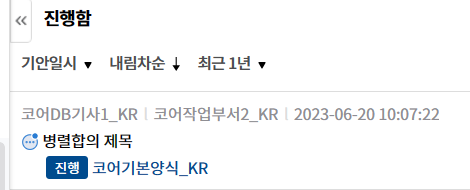 진행함
기안일시 ▼ 내림차순 ↓ 최근 1년 ▼
코어DB기사1_KR | 코어작업부서2_KR | 2023-06-20 10:07:22
병렬합의 제목
진행 코어기본양식_KR